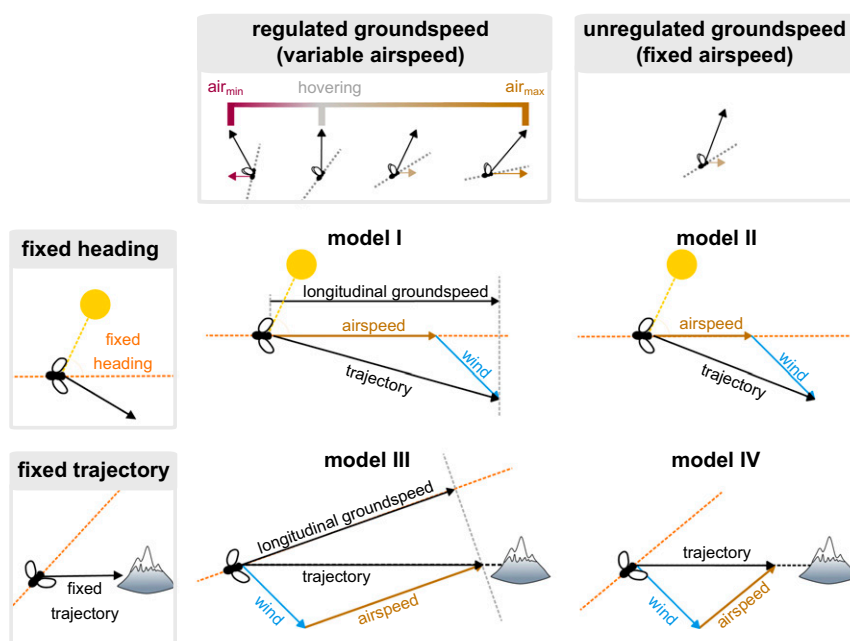 regulated groundspeed
(variable airspeed)
unregulated groundspeed
(fixed airspeed)
airmin
hovering
airmax
fixed heading
fixed
heading
model I
longitudinal groundspeed
airspeed
wind
trajectory
model II
airspeed
wind
trajectory
fixed trajectory
fixed
trajectory
model III
longitudinal groundspeed
trajectory
wind
airspeed
model IV
trajectory
wind
airspeed